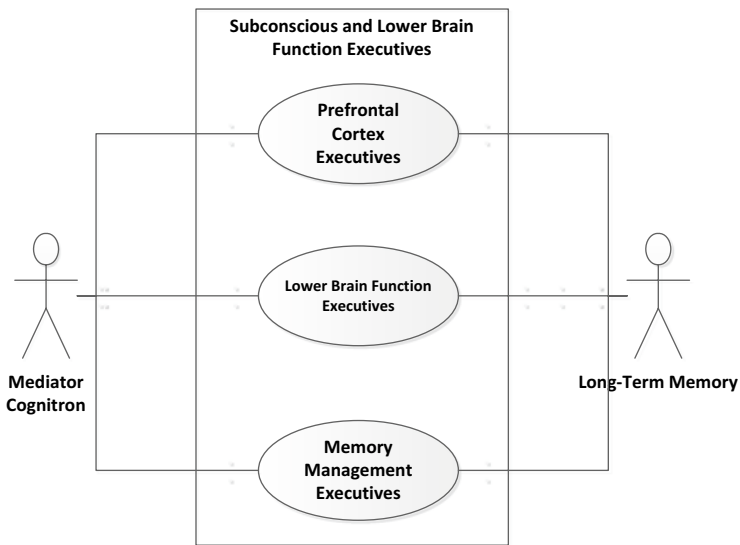 Subconscious and Lower Brain
Function Executives
Prefrontal
Cortex
Executives
Lower Brain Function
Executives
Mediator
Cognitron
Long-Term Memory
Memory
Management
Executives